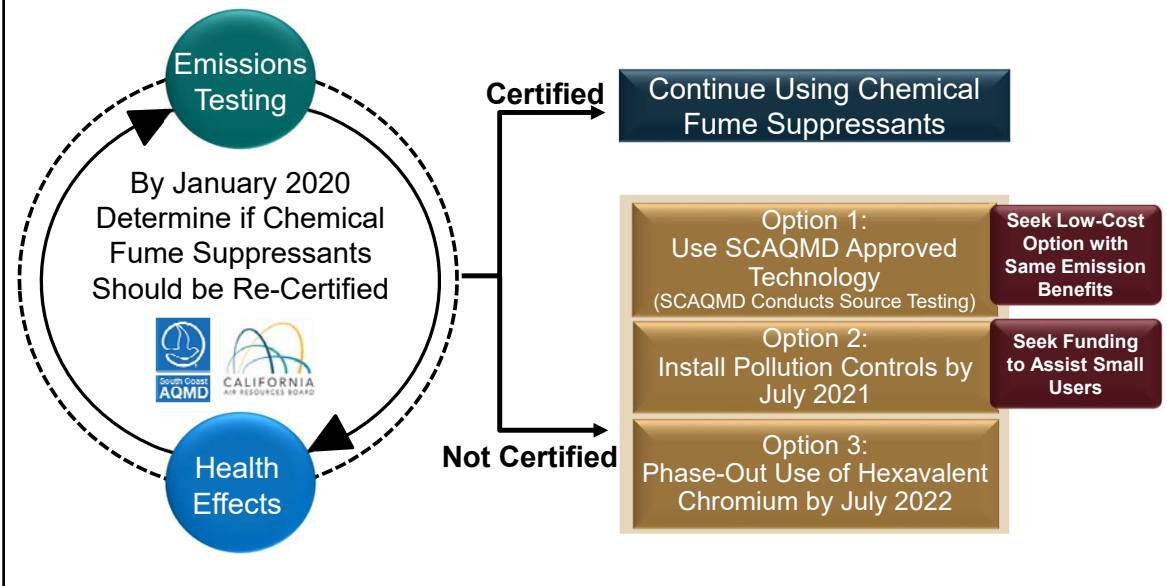 Emissions
Testing
By January 2020
Determine if Chemical
Fume Suppressants
Should be Re-Certified
South Coast
AQMD
CALIFORNIA
AIR RESOURCES BOARD
Health
Effects
Certified
Continue Using Chemical
Fume Suppressants
Not Certified
Option 1:
Use SCAQMD Approved
Technology
(SCAQMD Conducts Source Testing)
Seek Low-Cost
Option with
Same Emission
Benefits
Option 2:
Install Pollution Controls by
July 2021
Seek Funding
to Assist Small
Users
Option 3:
Phase-Out Use of Hexavalent
Chromium by July 2022